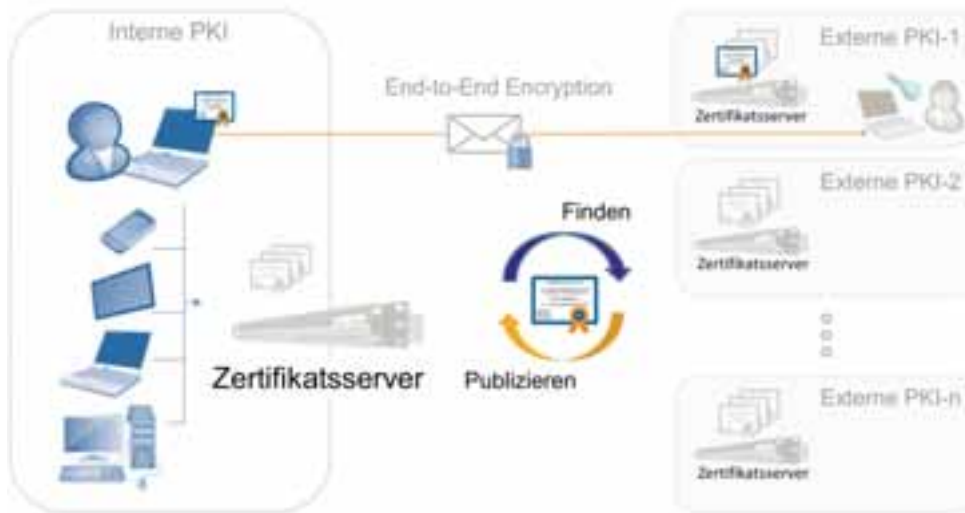 Interne PKI
End-to-End Encryption
Zertifikatsserver
Finden
Publizieren
Externe PKI-1
Zertifikatsserver
Externe PKI-2
Zertifikatsserver
Externe PKI-n
Zertifikatsserver